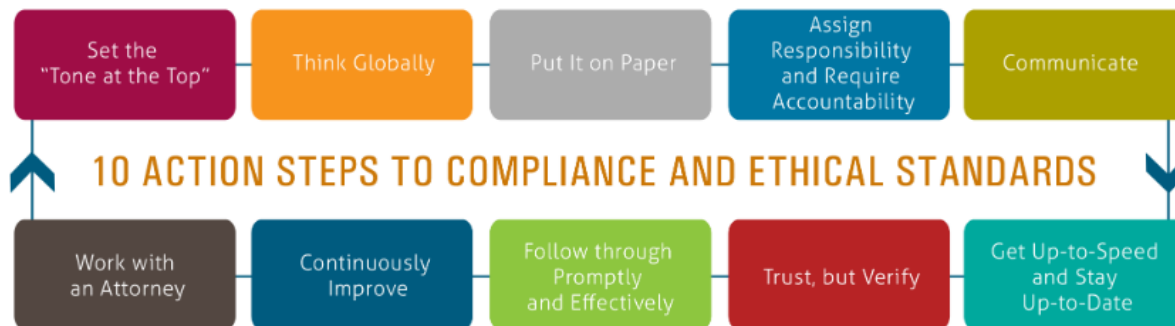 Set the
"Tone at the Top"
Think Globally
Put It on Paper
Assign
Responsibility
and Require
Accountability
Communicate
10 ACTION STEPS TO COMPLIANCE AND ETHICAL STANDARDS
Work with
an Attorney
Continuously
Improve
Follow through
Promptly
and Effectively
Trust, but Verify
Get Up-to-Speed
and Stay
Up-to-Date